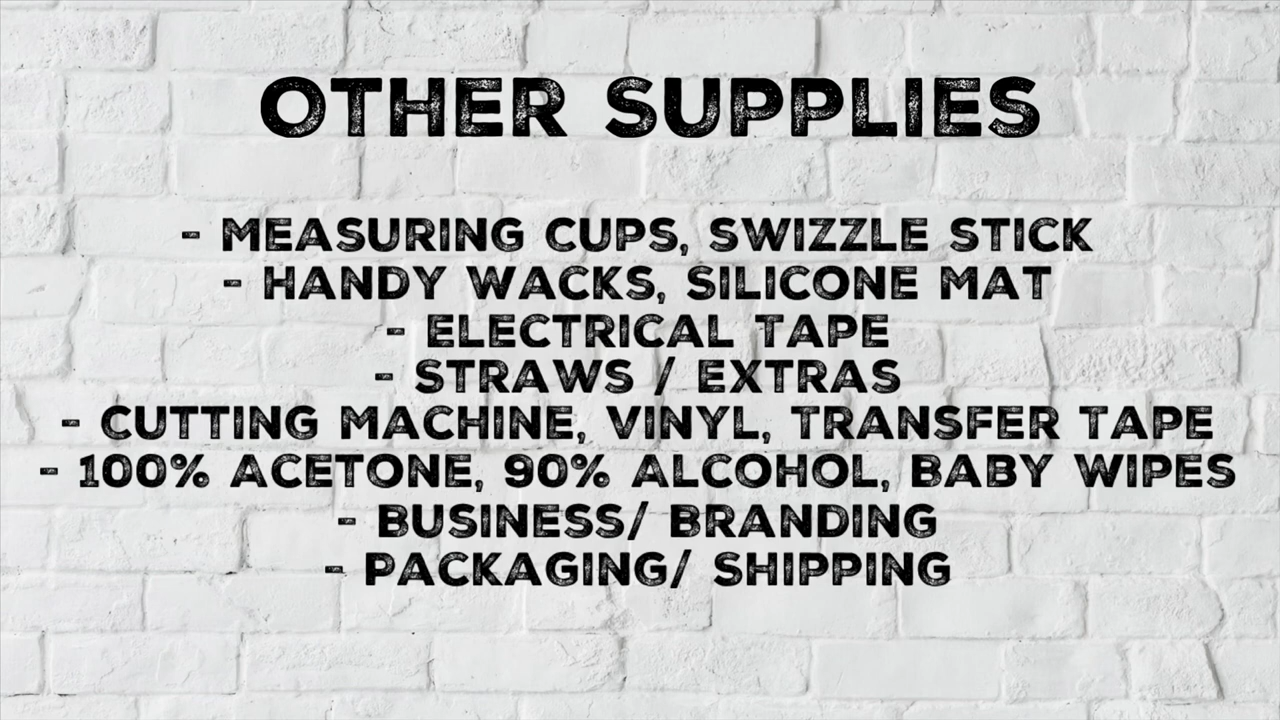 OTHER SUPPLIES
- MEASURING CUPS, SWIZZLE STICK
- HANDY WACKS, SILICONE MAT
- ELECTRICAL TAPE
- STRAWS / EXTRAS
- CUTTING MACHINE, VINYL, TRANSFER TAPE
- 100% ACETONE, 90% ALCOHOL, BABY WIPES
- BUSINESS/ BRANDING
- PACKAGING/ SHIPPING